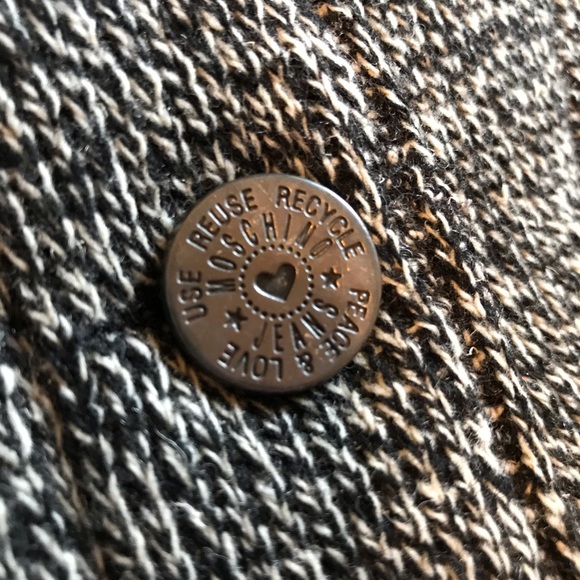 USE REUSE RECYCLE PEACE & LOVE
MOSCHINO ★ JEANS ★